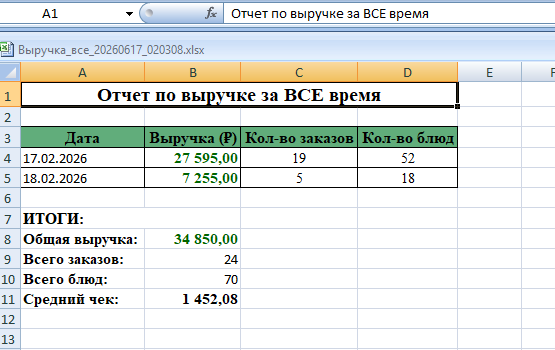 A1 fx Отчет по выручке за ВСЕ время
Выручка_все_20260617_020308.xlsx
A B C D E F
1 Отчет по выручке за ВСЕ время
2
3 Дата Выручка (₽) Кол-во заказов Кол-во блюд
4 17.02.2026 27 595,00 19 52
5 18.02.2026 7 255,00 5 18
6
7 ИТОГИ:
8 Общая выручка: 34 850,00
9 Всего заказов: 24
10 Всего блюд: 70
11 Средний чек: 1 452,08
12
13